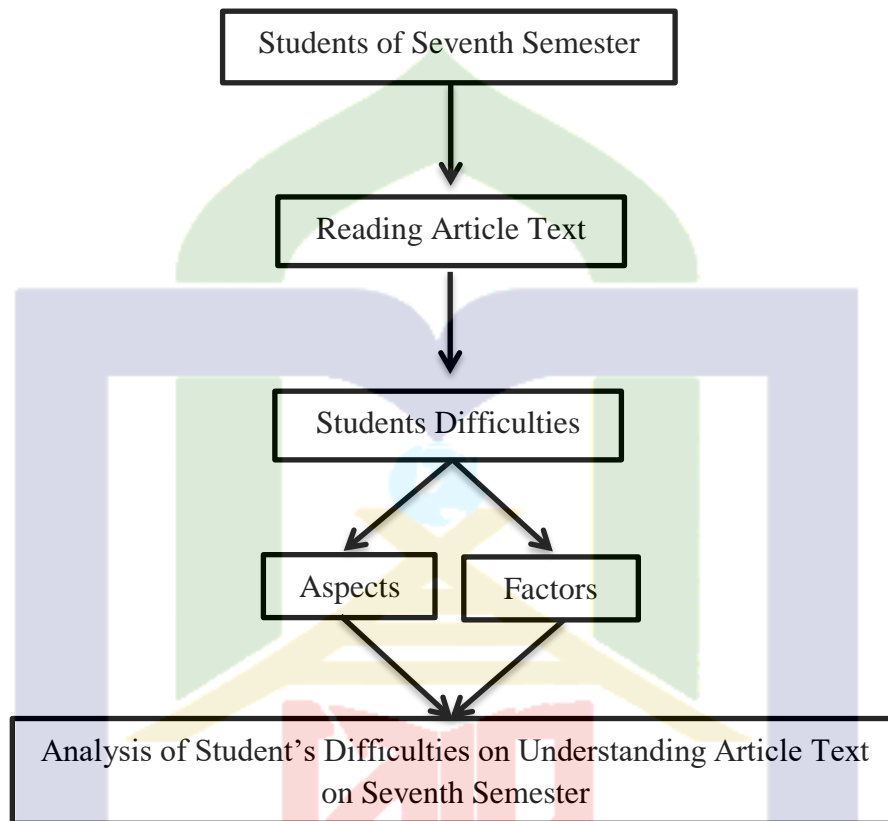 Students of Seventh Semester
Reading Article Text
Students Difficulties
Aspects
Factors
Analysis of Student’s Difficulties on Understanding Article Text
on Seventh Semester